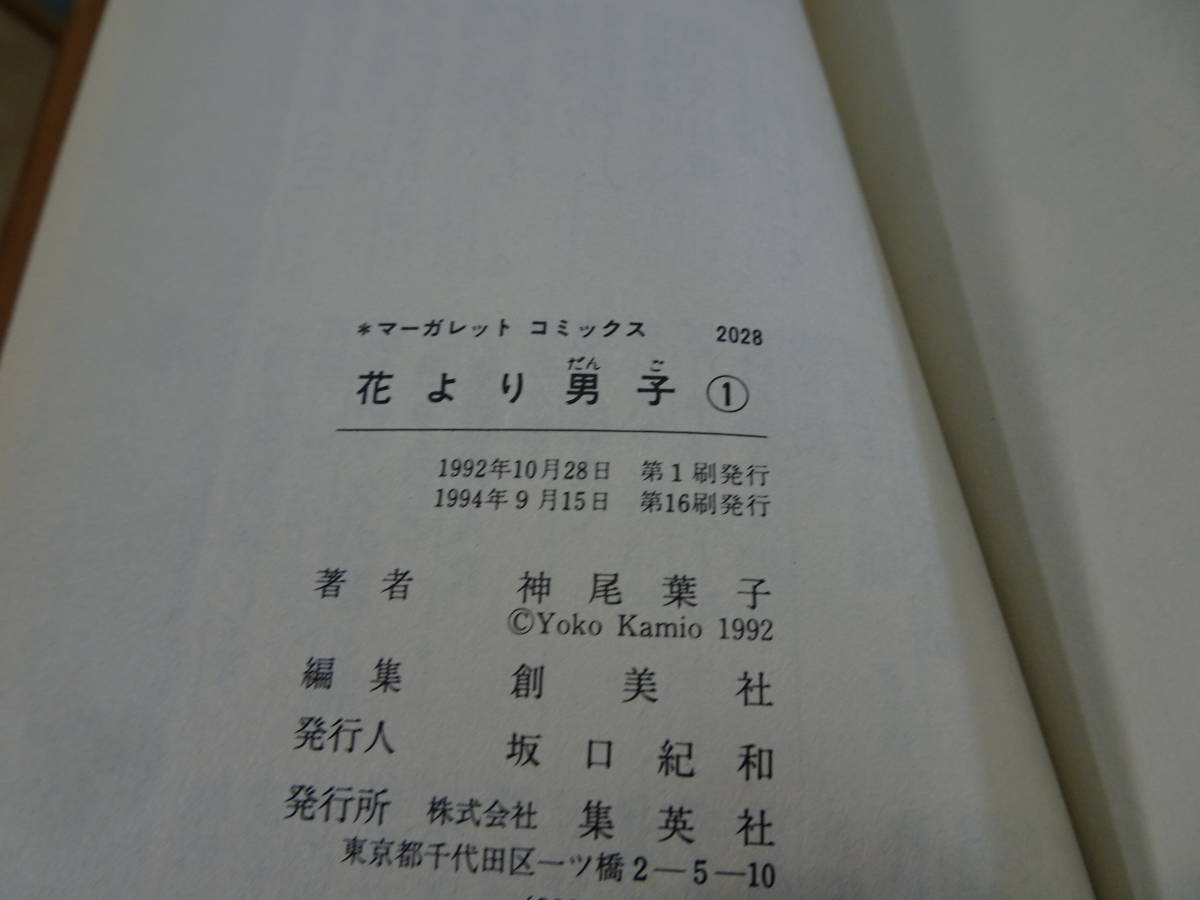 *マーガレット コミックス 2028
だん ご
花より男子 ①
1992年10月28日 第1刷発行
1994年9月15日 第16刷発行
著者 神尾葉子
©Yoko Kamio 1992
編集 創美社
発行人 坂口紀和
発行所 株式会社 集英社
東京都千代田区一ツ橋2―5―10